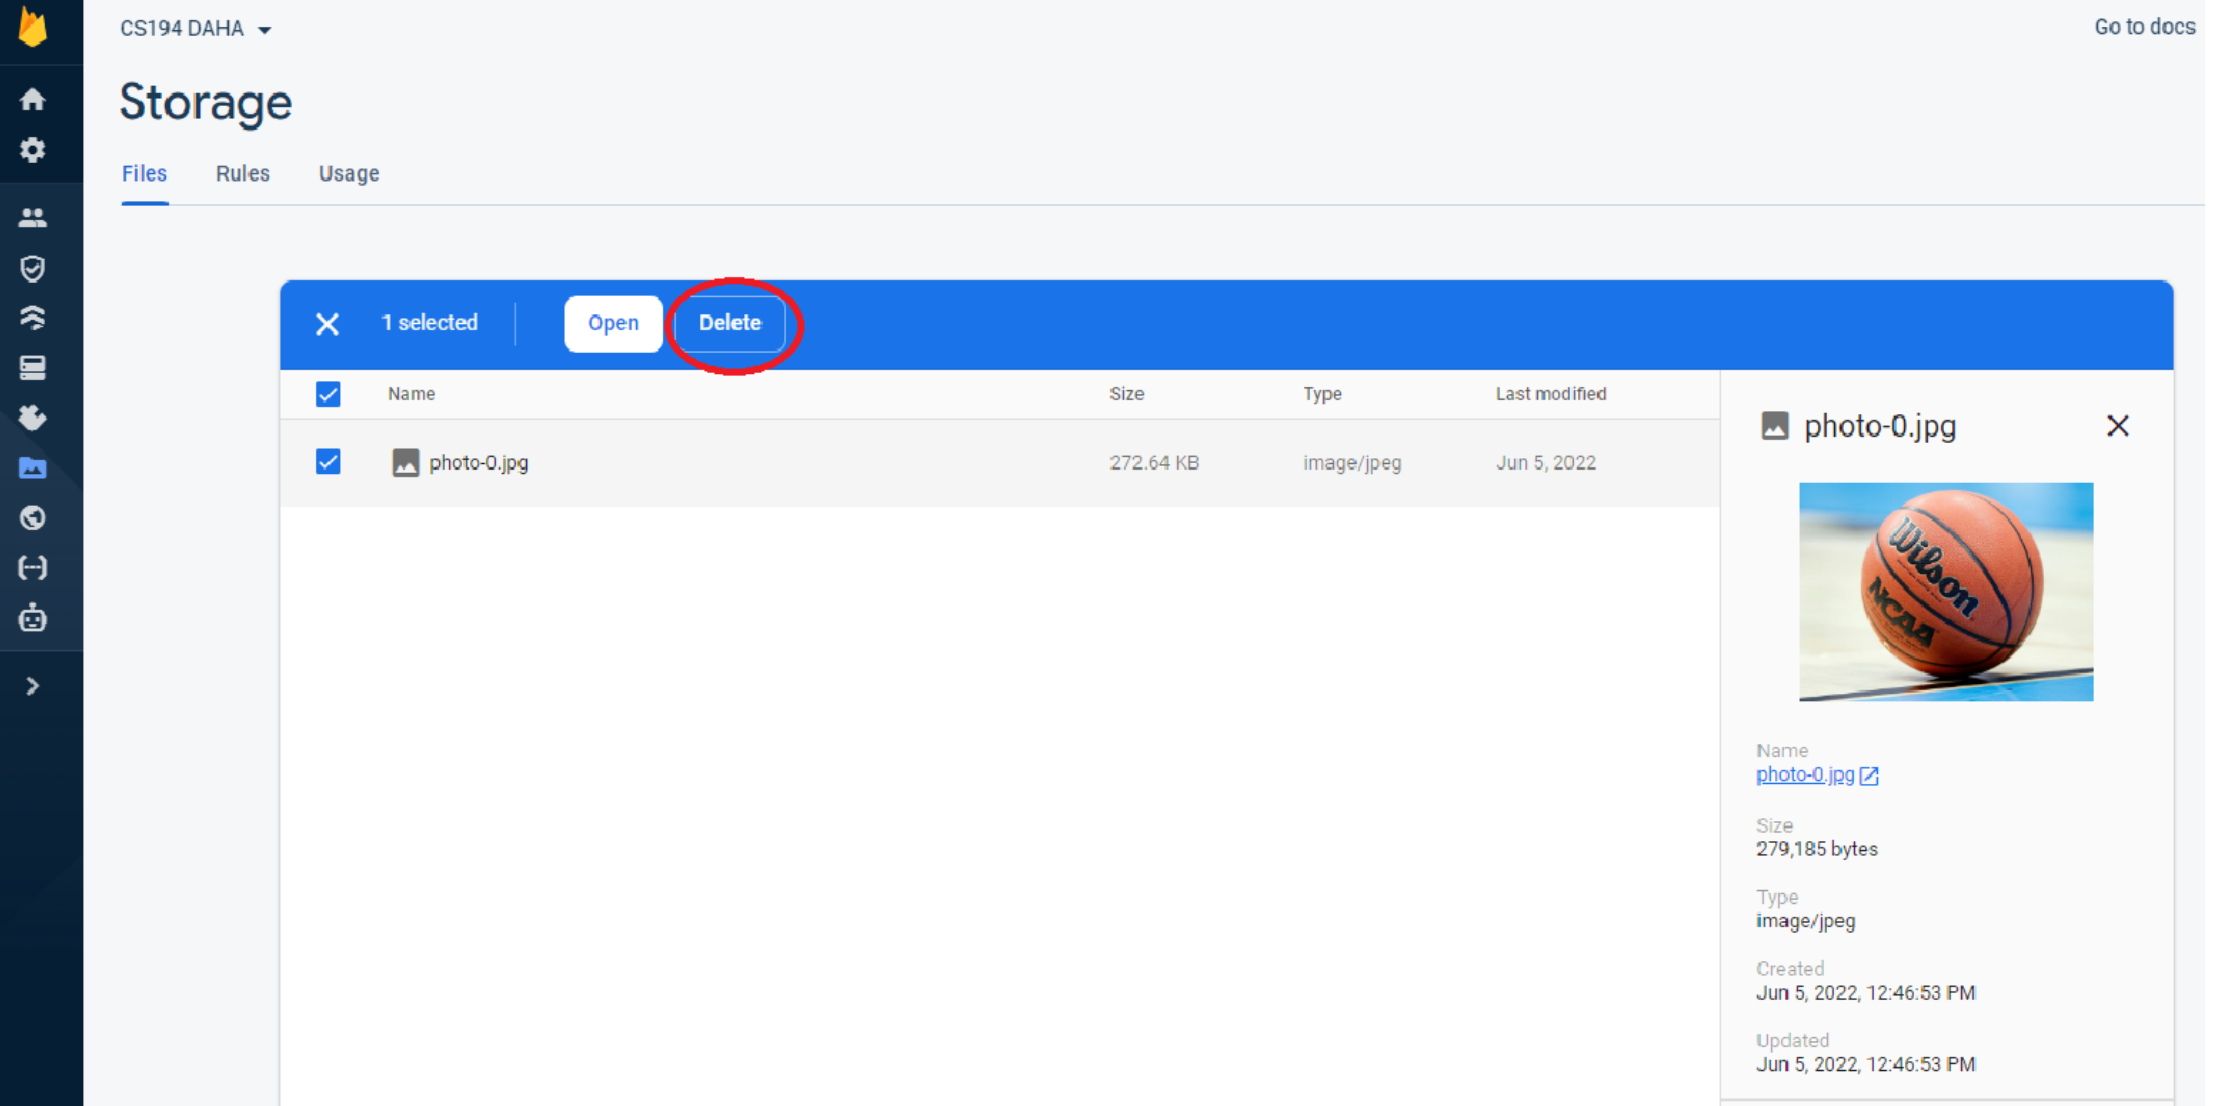 CS194 DAHA
Go to docs
Storage
Files Rules Usage
1 selected Open Delete
Name Size Type Last modified
photo-0.jpg 272.64 KB image/jpeg Jun 5, 2022
photo-0.jpg
Wilson
NCAA
Name
photo-0.jpg
Size
279,185 bytes
Type
image/jpeg
Created
Jun 5, 2022, 12:46:53 PM
Updated
Jun 5, 2022, 12:46:53 PM